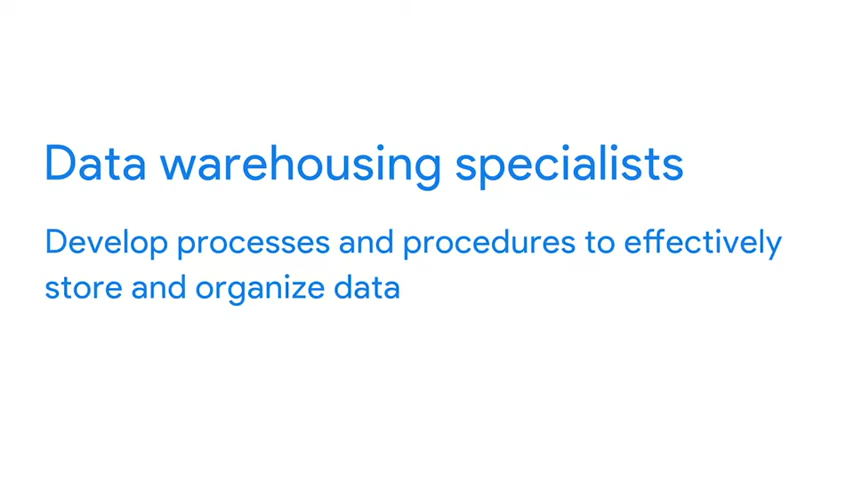 Data warehousing specialists
Develop processes and procedures to effectively
store and organize data